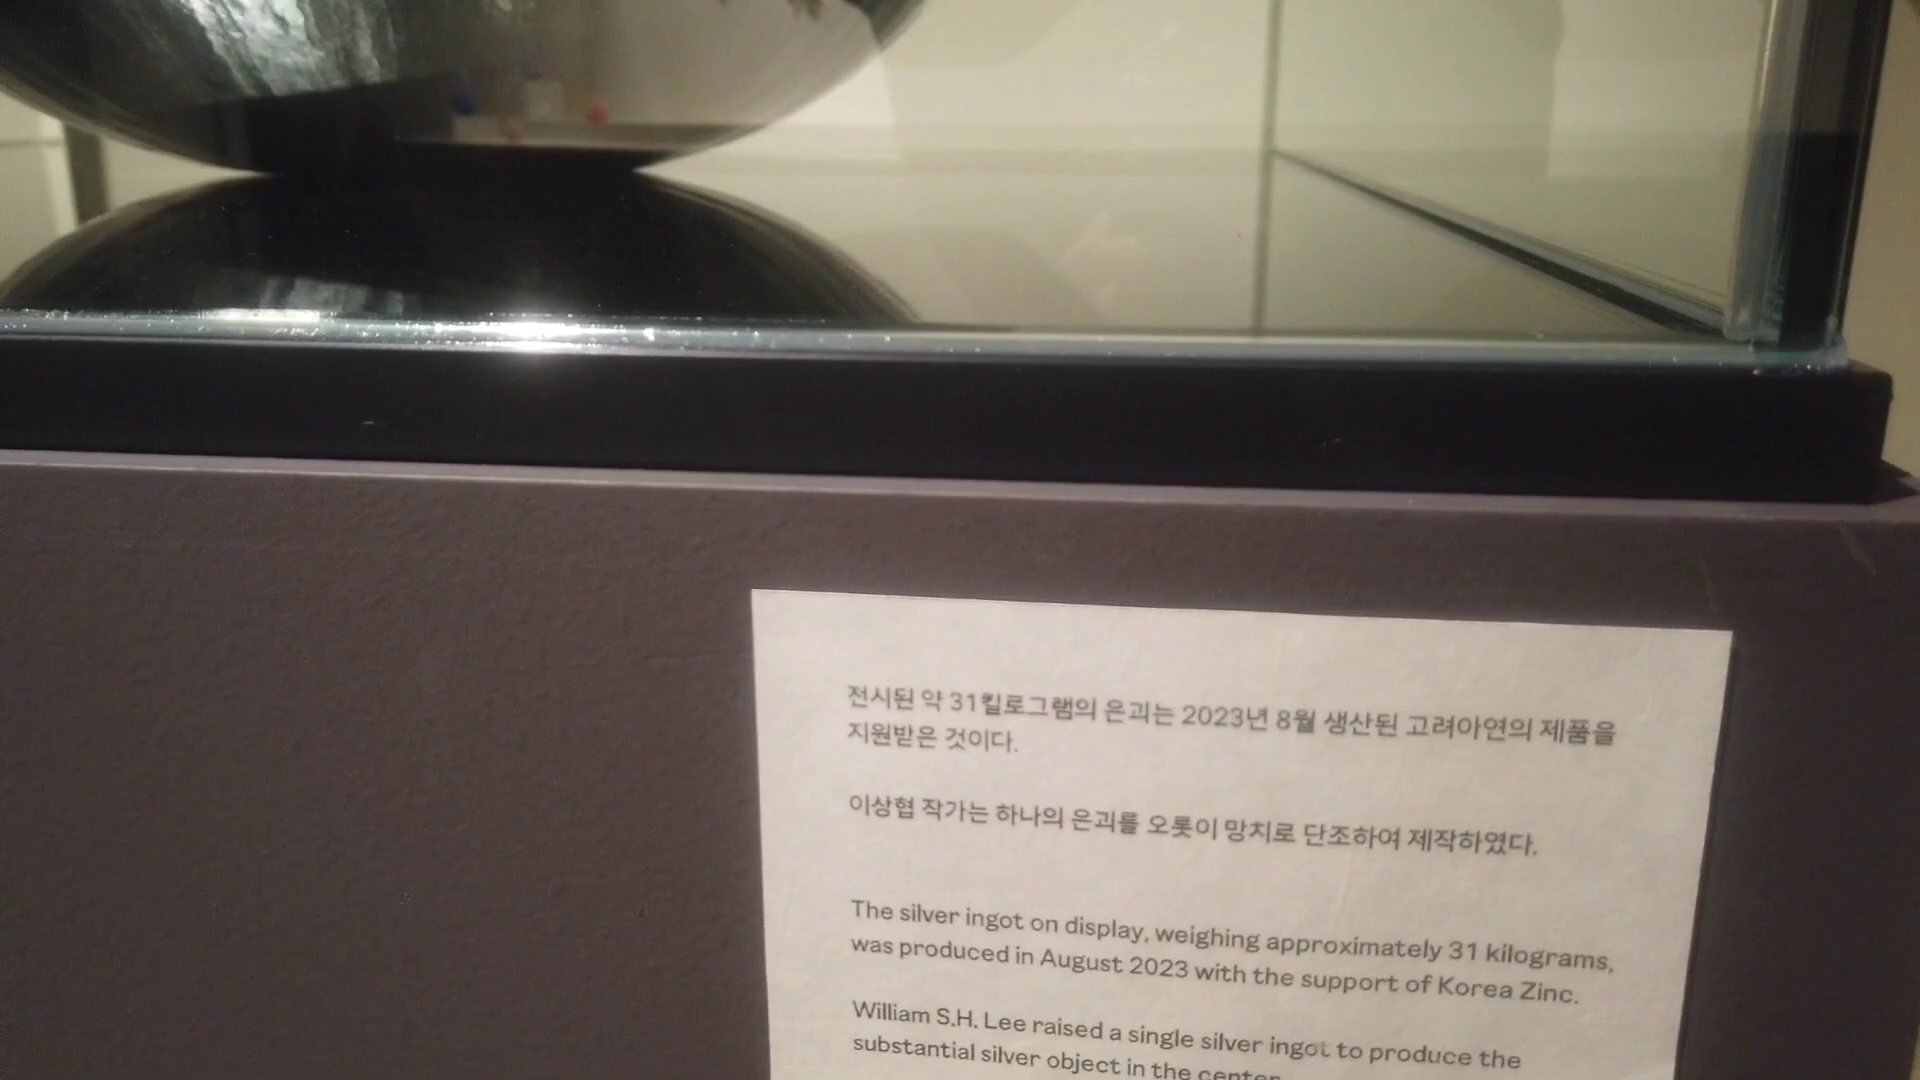 전시된 약 31킬로그램의 은괴는 2023년 8월 생산된 고려아연의 제품을
지원받은 것이다.
이상협 작가는 하나의 은괴를 오롯이 망치로 단조하여 제작하였다.
The silver ingot on display, weighing approximately 31 kilograms,
was produced in August 2023 with the support of Korea Zinc.
William S.H. Lee raised a single silver ingot to produce the
substantial silver object in the center.